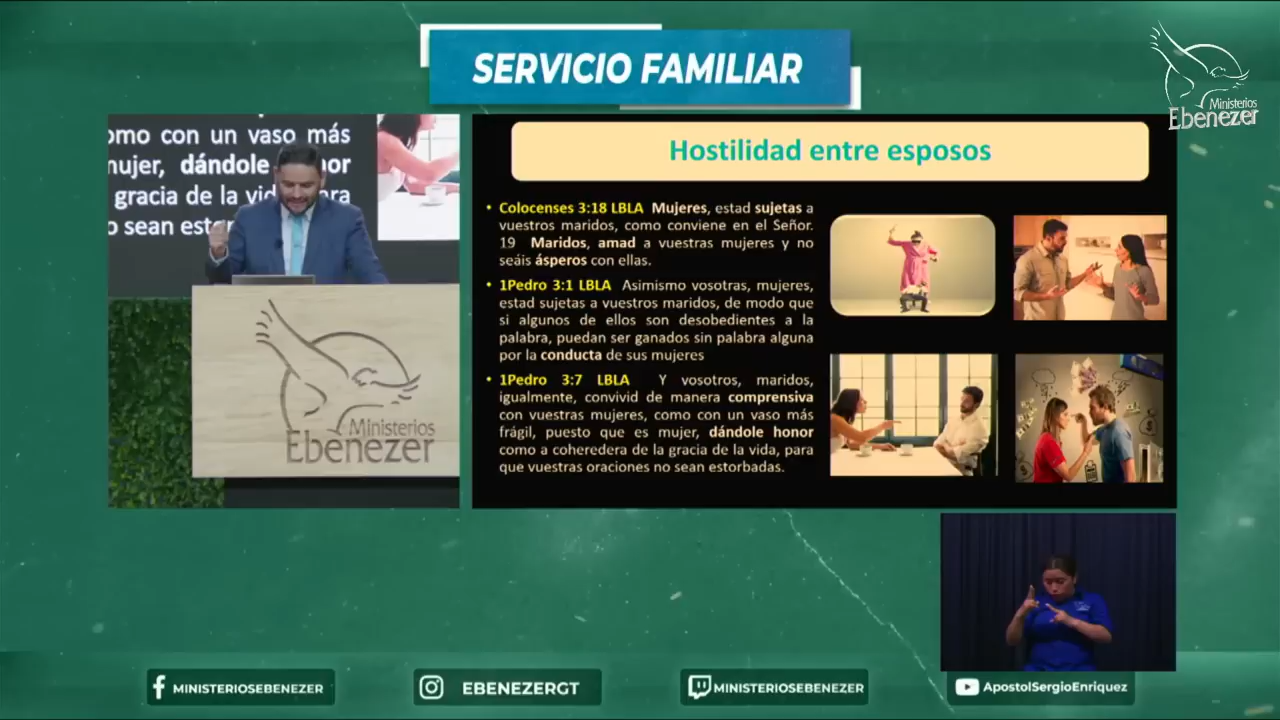 SERVICIO FAMILIAR
Ministerios
Ebenezer
omo con un vaso más
mujer, dándole honor
gracia de la vida, para
o sean estor
Ministerios
Ebenezer
Hostilidad entre esposos
• Colocenses 3:18 LBLA Mujeres, estad sujetas a
vuestros maridos, como conviene en el Señor.
19 Maridos, amad a vuestras mujeres y no
seáis ásperos con ellas.
• 1Pedro 3:1 LBLA Asimismo vosotras, mujeres,
estad sujetas a vuestros maridos, de modo que
si algunos de ellos son desobedientes a la
palabra, puedan ser ganados sin palabra alguna
por la conducta de sus mujeres
• 1Pedro 3:7 LBLA Y vosotros, maridos,
igualmente, convivid de manera comprensiva
con vuestras mujeres, como con un vaso más
frágil, puesto que es mujer, dándole honor
como a coheredera de la gracia de la vida, para
que vuestras oraciones no sean estorbadas.
MINISTERIOSEBENEZER
EBENEZERGT
MINISTERIOSEBENEZER
ApostolSergioEnriquez